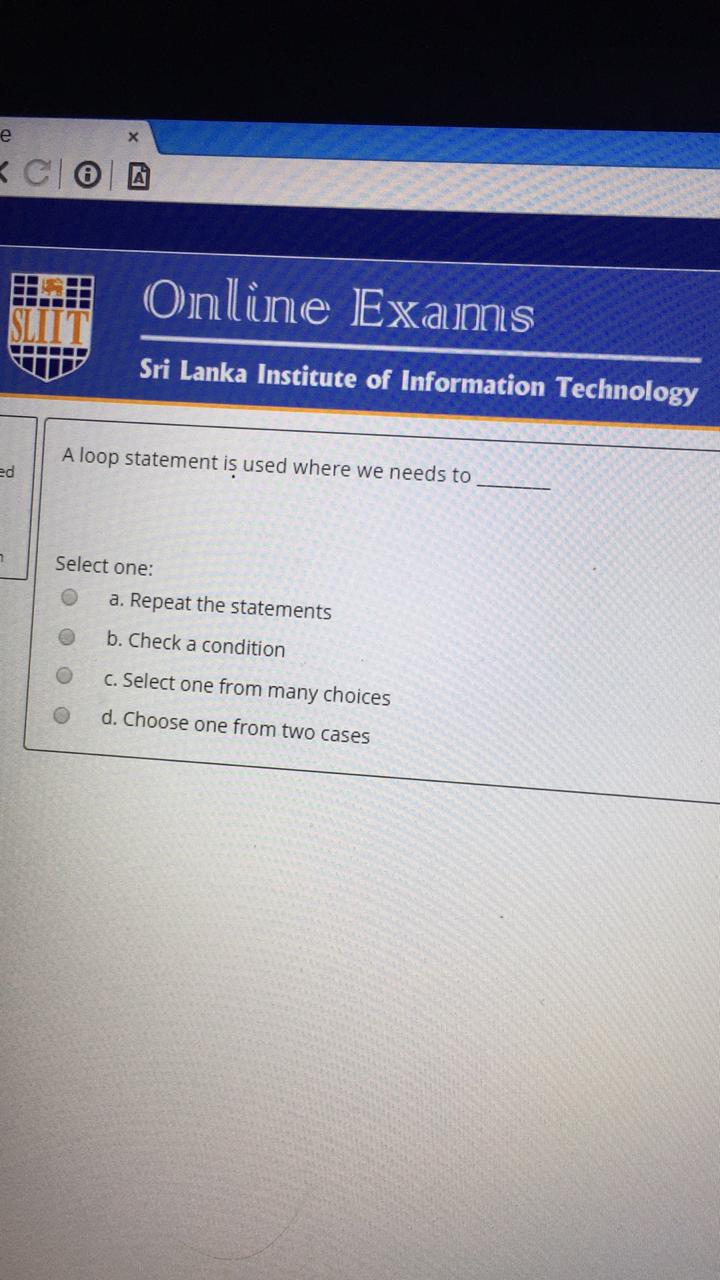 e
SLIIT
Online Exams
Sri Lanka Institute of Information Technology
ed
A loop statement is used where we needs to _______
Select one:
a. Repeat the statements
b. Check a condition
c. Select one from many choices
d. Choose one from two cases